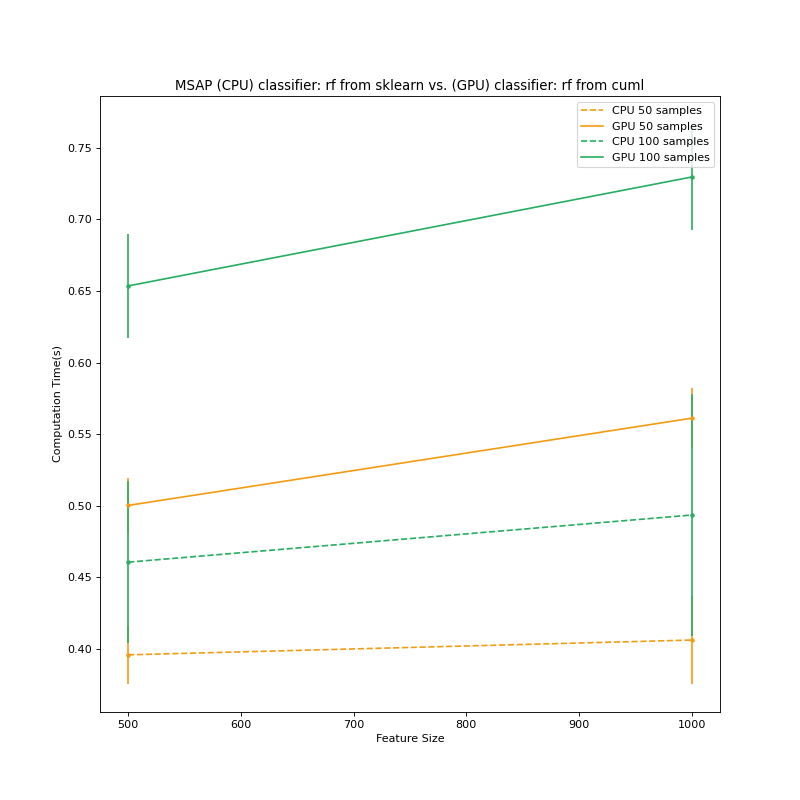 MSAP (CPU) classifier: rf from sklearn vs. (GPU) classifier: rf from cuml
CPU 50 samples
GPU 50 samples
CPU 100 samples
GPU 100 samples
0.75
0.70
0.65
0.60
0.55
0.50
0.45
0.40
Computation Time(s)
500
600
700
800
900
1000
Feature Size